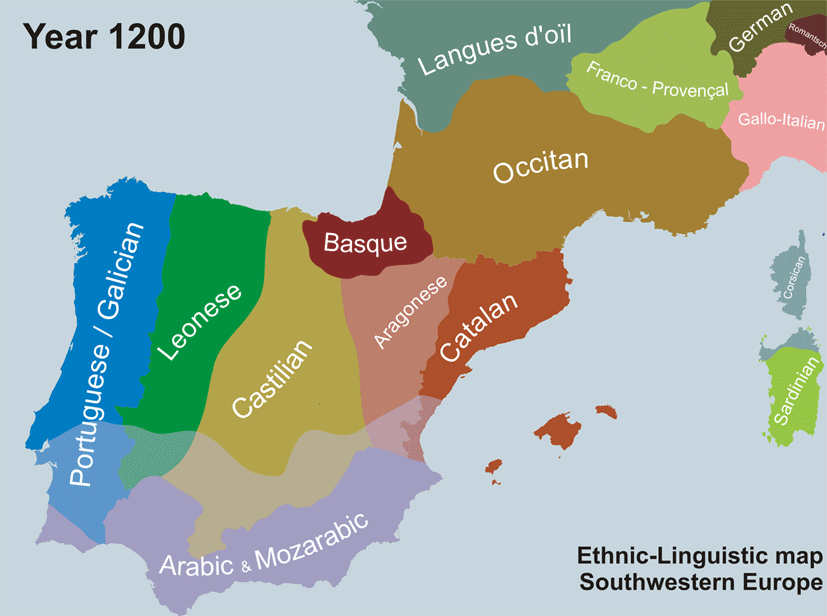 Year 1200
Langues d'oïl
German
Romantsch
Franco - Provençal
Gallo-Italian
Occitan
Portuguese / Galician
Leonese
Castilian
Basque
Aragonese
Catalan
Corsican
Sardinian
Arabic & Mozarabic
Ethnic-Linguistic map
Southwestern Europe